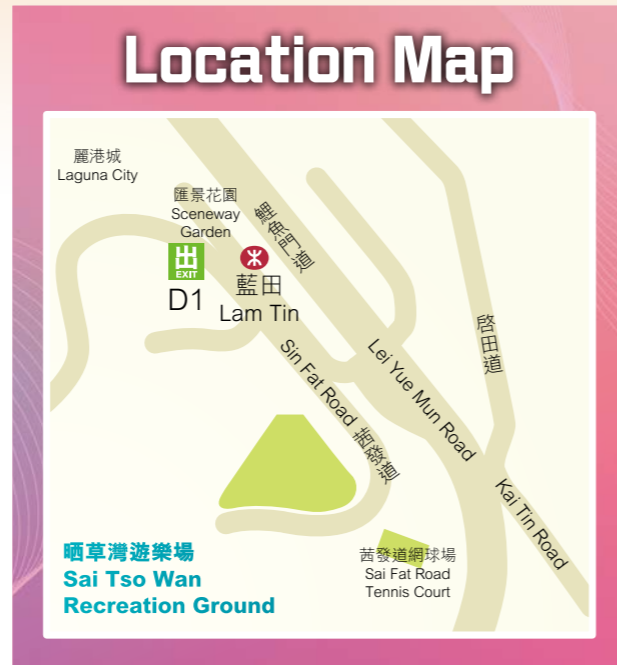 Location Map
麗港城
Laguna City
匯景花園
Sceneway
Garden
出
EXIT
D1
藍田
Lam Tin
鯉魚門道
啓田道
Lei Yue Mun Road
Sin Fat Road 茜發道
Kai Tin Road
晒草灣遊樂場
Sai Tso Wan
Recreation Ground
茜發道網球場
Sai Fat Road
Tennis Court